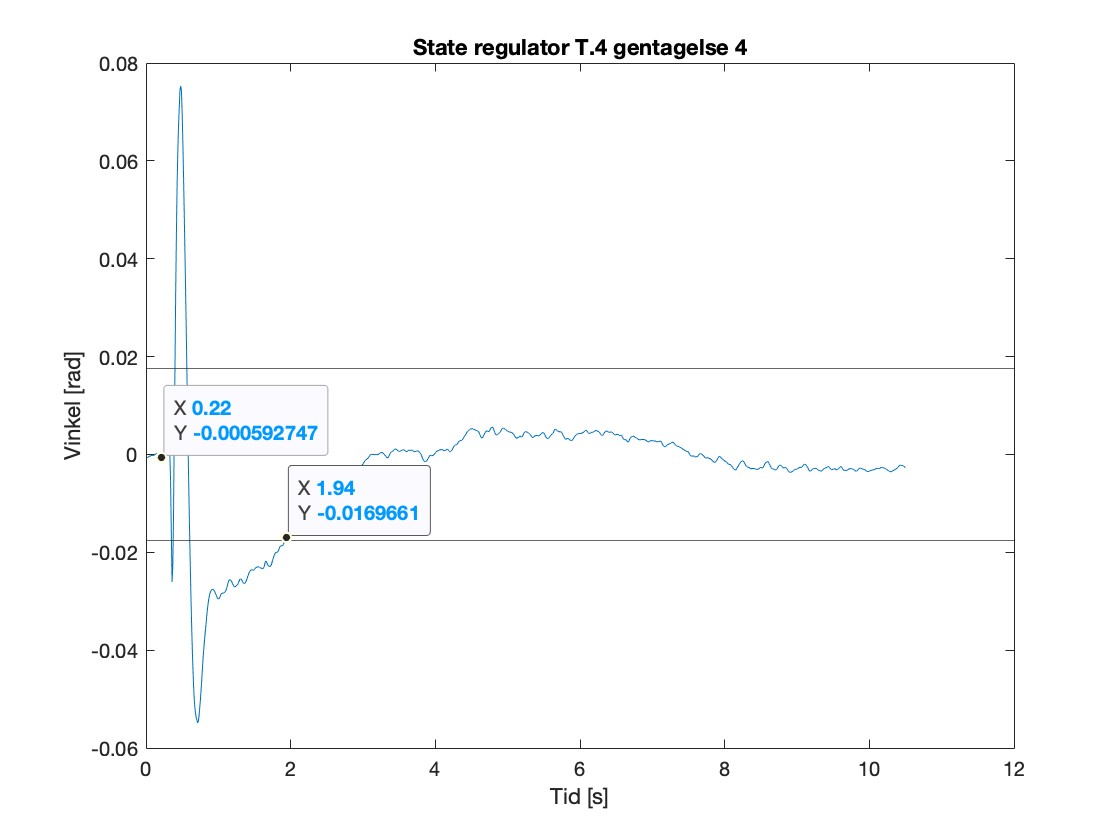 State regulator T.4 gentagelse 4
0.08
0.06
0.04
0.02
0
-0.02
-0.04
-0.06
Vinkel [rad]
X 0.22
Y -0.000592747
X 1.94
Y -0.0169661
0 2 4 6 8 10 12
Tid [s]